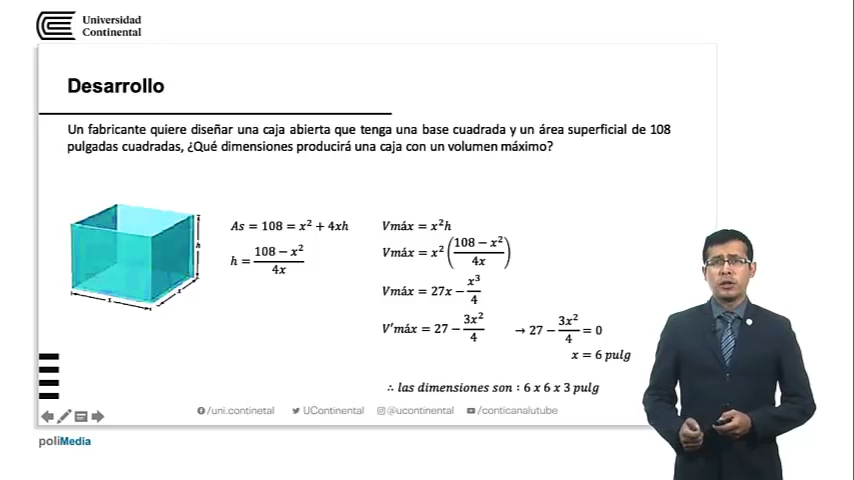 Universidad
Continental
Desarrollo
Un fabricante quiere diseñar una caja abierta que tenga una base cuadrada y un área superficial de 108
pulgadas cuadradas, ¿Qué dimensiones producirá una caja con un volumen máximo?
As = 108 = x² + 4xh
h = (108 − x²)/(4x)
h
x
x
Vmáx = x²h
Vmáx = x²((108 − x²)/(4x))
Vmáx = 27x − x³/4
V'máx = 27 − 3x²/4 → 27 − 3x²/4 = 0
x = 6 pulg
∴ las dimensiones son : 6 x 6 x 3 pulg
/uni.continetal UContinental @ucontinental /conticanalutube
poliMedia